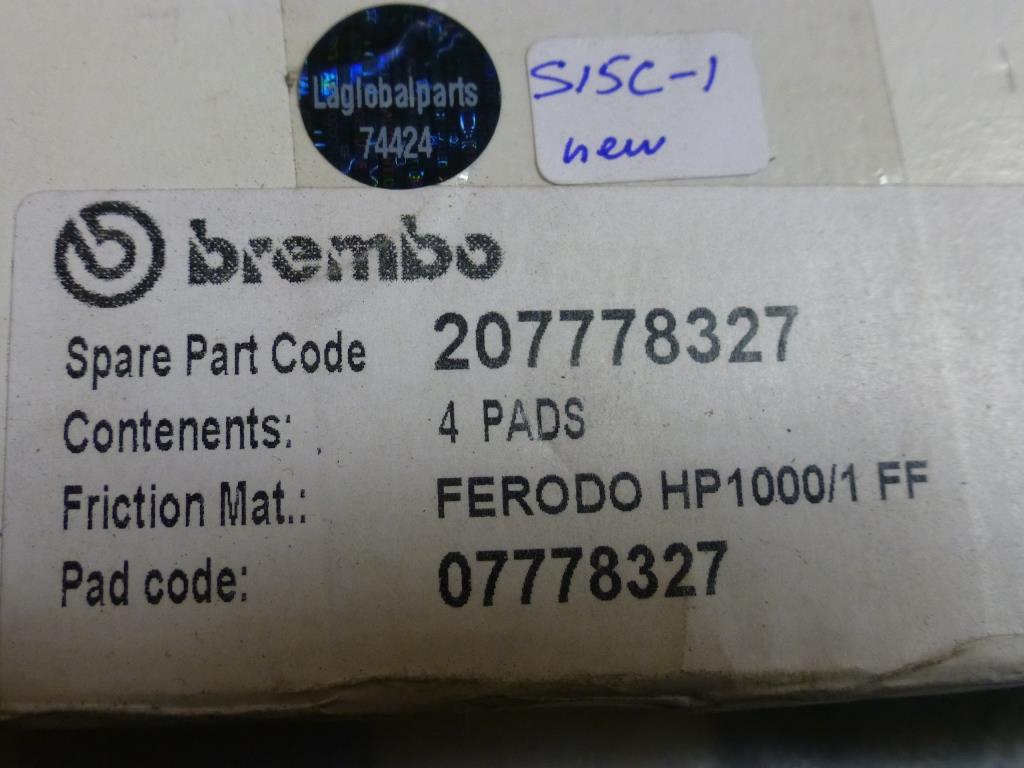 Laglobalparts
74424
S15C-1
new
brembo
Spare Part Code 207778327
Contenents: 4 PADS
Friction Mat.: FERODO HP1000/1 FF
Pad code: 07778327